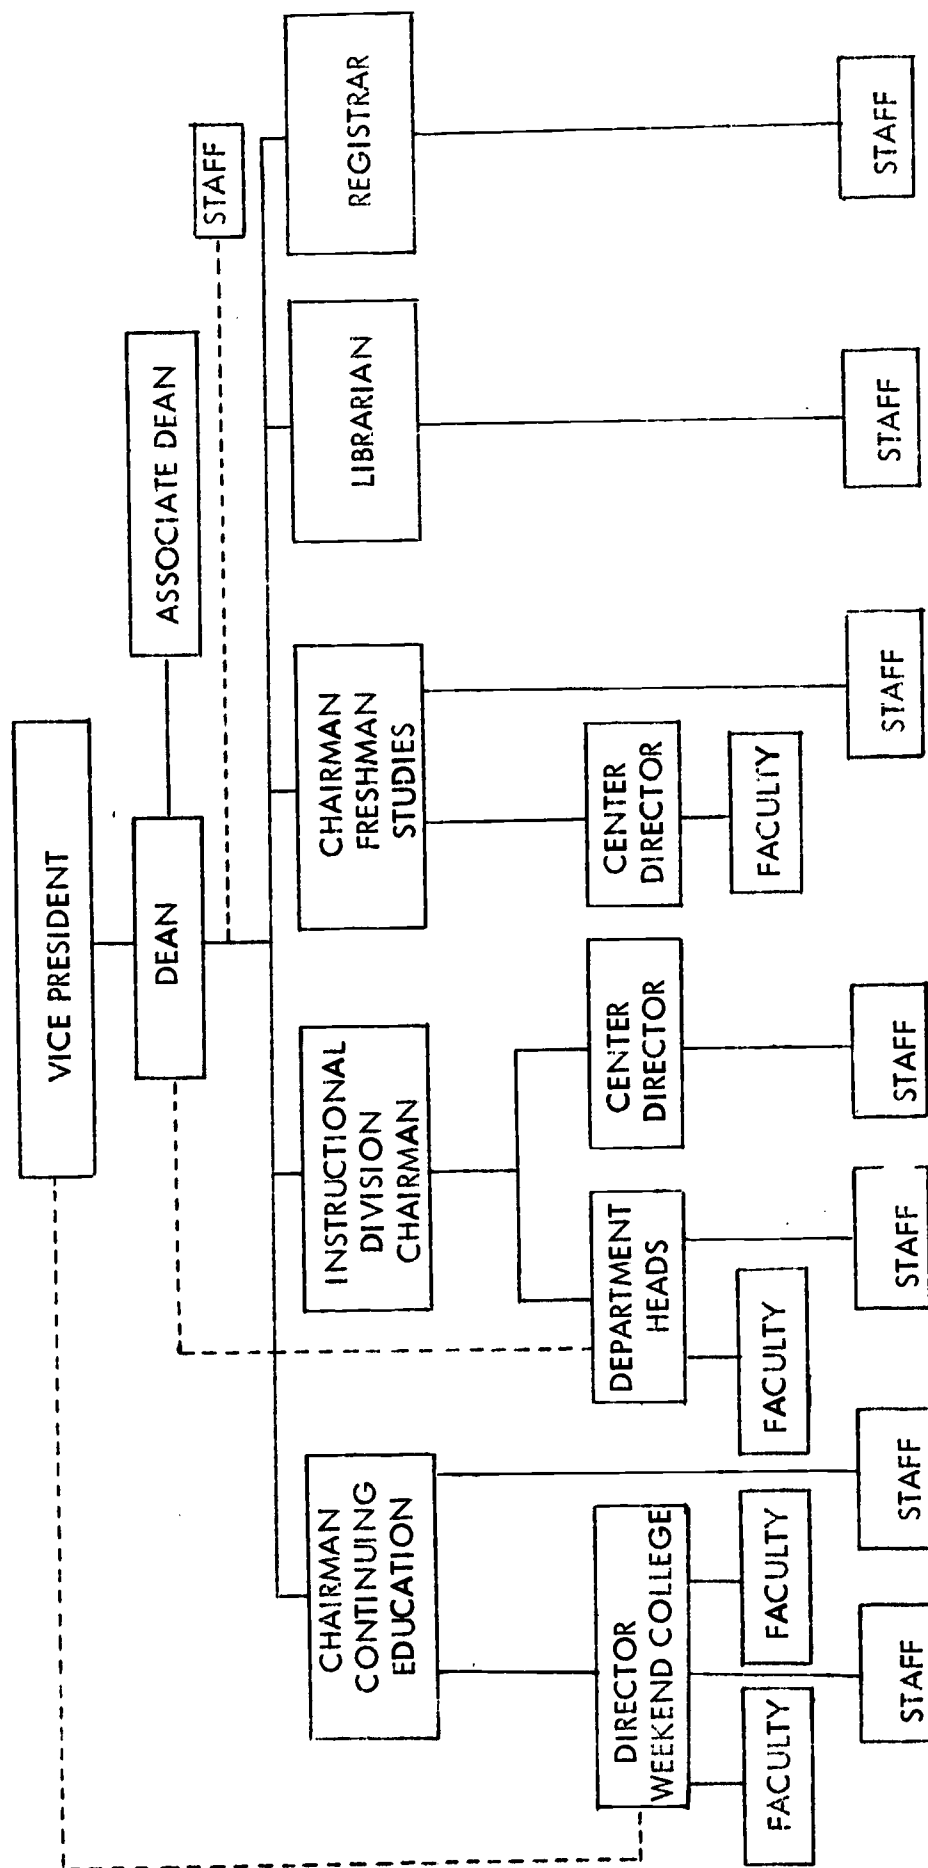 VICE PRESIDENT
DEAN
ASSOCIATE DEAN
STAFF
CHAIRMAN
CONTINUING
EDUCATION
INSTRUCTIONAL
DIVISION
CHAIRMAN
CHAIRMAN
FRESHMAN
STUDIES
LIBRARIAN
REGISTRAR
DIRECTOR
WEEKEND COLLEGE
DEPARTMENT
HEADS
CENTER
DIRECTOR
CENTER
DIRECTOR
FACULTY
FACULTY
FACULTY
FACULTY
STAFF
STAFF
STAFF
STAFF
STAFF
STAFF
STAFF